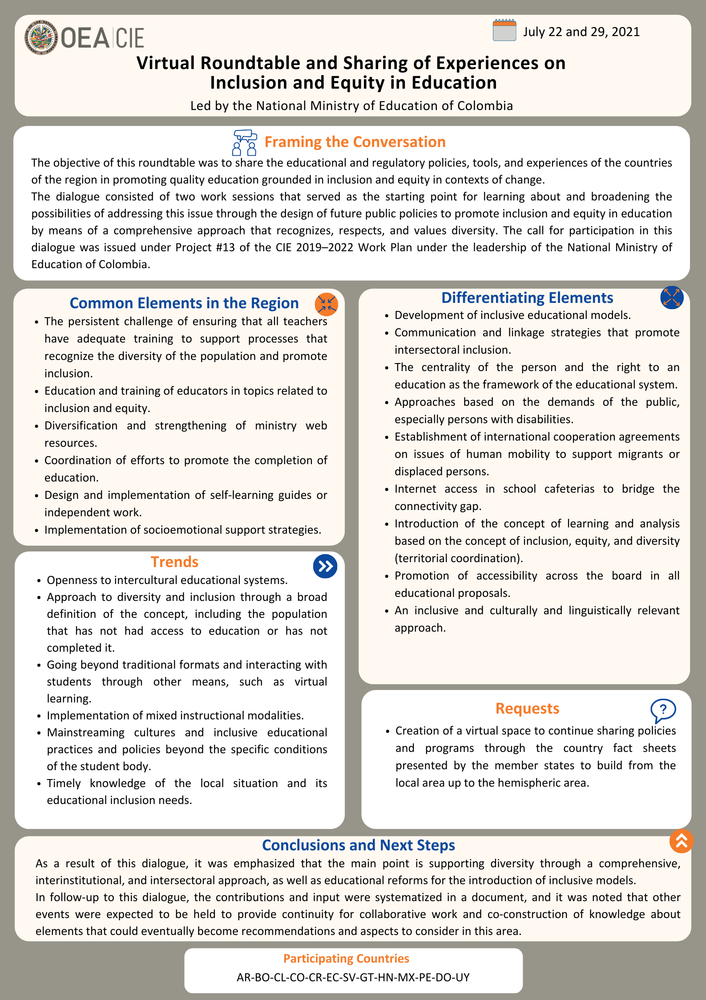 OEA|CIE
July 22 and 29, 2021
Virtual Roundtable and Sharing of Experiences on
Inclusion and Equity in Education
Led by the National Ministry of Education of Colombia
Framing the Conversation
The objective of this roundtable was to share the educational and regulatory policies, tools, and experiences of the countries
of the region in promoting quality education grounded in inclusion and equity in contexts of change.
The dialogue consisted of two work sessions that served as the starting point for learning about and broadening the
possibilities of addressing this issue through the design of future public policies to promote inclusion and equity in education
by means of a comprehensive approach that recognizes, respects, and values diversity. The call for participation in this
dialogue was issued under Project #13 of the CIE 2019–2022 Work Plan under the leadership of the National Ministry of
Education of Colombia.
Common Elements in the Region
• The persistent challenge of ensuring that all teachers
have adequate training to support processes that
recognize the diversity of the population and promote
inclusion.
• Education and training of educators in topics related to
inclusion and equity.
• Diversification and strengthening of ministry web
resources.
• Coordination of efforts to promote the completion of
education.
• Design and implementation of self-learning guides or
independent work.
• Implementation of socioemotional support strategies.
Trends
• Openness to intercultural educational systems.
• Approach to diversity and inclusion through a broad
definition of the concept, including the population
that has not had access to education or has not
completed it.
• Going beyond traditional formats and interacting with
students through other means, such as virtual
learning.
• Implementation of mixed instructional modalities.
• Mainstreaming cultures and inclusive educational
practices and policies beyond the specific conditions
of the student body.
• Timely knowledge of the local situation and its
educational inclusion needs.
Differentiating Elements
• Development of inclusive educational models.
• Communication and linkage strategies that promote
intersectoral inclusion.
• The centrality of the person and the right to an
education as the framework of the educational system.
• Approaches based on the demands of the public,
especially persons with disabilities.
• Establishment of international cooperation agreements
on issues of human mobility to support migrants or
displaced persons.
• Internet access in school cafeterias to bridge the
connectivity gap.
• Introduction of the concept of learning and analysis
based on the concept of inclusion, equity, and diversity
(territorial coordination).
• Promotion of accessibility across the board in all
educational proposals.
• An inclusive and culturally and linguistically relevant
approach.
Requests
?
• Creation of a virtual space to continue sharing policies
and programs through the country fact sheets
presented by the member states to build from the
local area up to the hemispheric area.
Conclusions and Next Steps
As a result of this dialogue, it was emphasized that the main point is supporting diversity through a comprehensive,
interinstitutional, and intersectoral approach, as well as educational reforms for the introduction of inclusive models.
In follow-up to this dialogue, the contributions and input were systematized in a document, and it was noted that other
events were expected to be held to provide continuity for collaborative work and co-construction of knowledge about
elements that could eventually become recommendations and aspects to consider in this area.
Participating Countries
AR-BO-CL-CO-CR-EC-SV-GT-HN-MX-PE-DO-UY